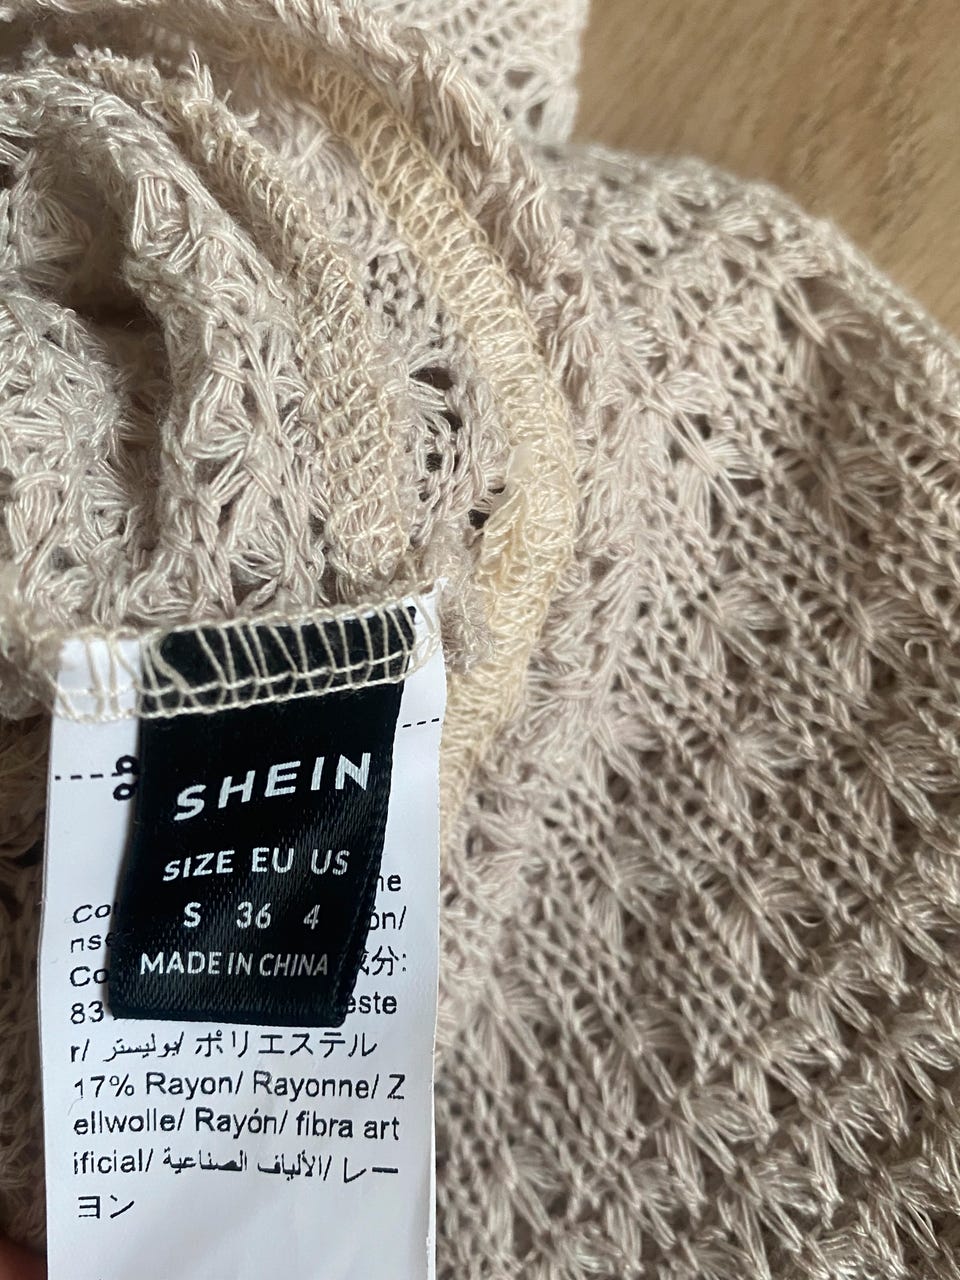 SHEIN
SIZE EU US
S 36 4
MADE IN CHINA
83
r/ بوليستر/ ポリエステル
17% Rayon/ Rayonne/ Z
ellwolle/ Rayón/ fibra art
ificial/ الألياف الصناعية/ レー
ヨン